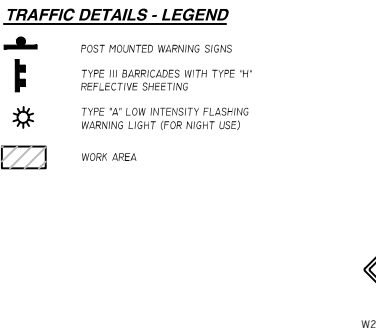 TRAFFIC DETAILS - LEGEND
POST MOUNTED WARNING SIGNS
TYPE III BARRICADES WITH TYPE "H"
REFLECTIVE SHEETING
TYPE "A" LOW INTENSITY FLASHING
WARNING LIGHT (FOR NIGHT USE)
WORK AREA
W2